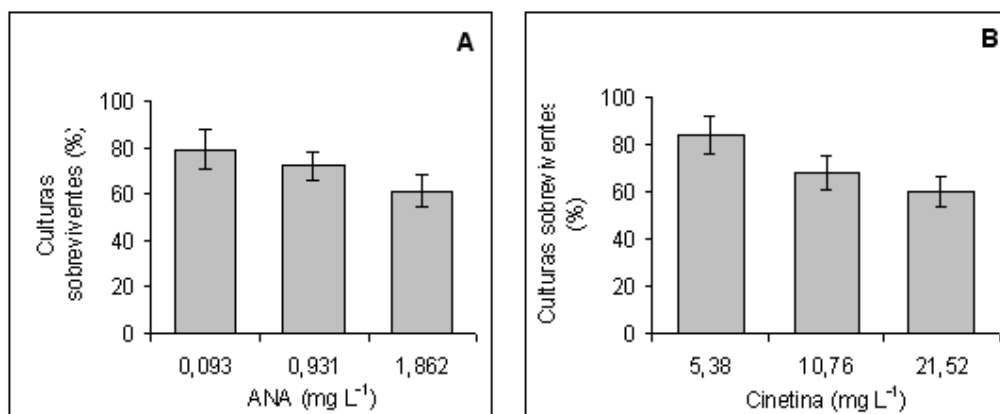 A
Culturas
sobreviventes (%)
100
80
60
40
20
0
0,093 0,931 1,862
ANA (mg L⁻¹)
B
Culturas sobreviventes
(%)
100
80
60
40
20
0
5,38 10,76 21,52
Cinetina (mg L⁻¹)